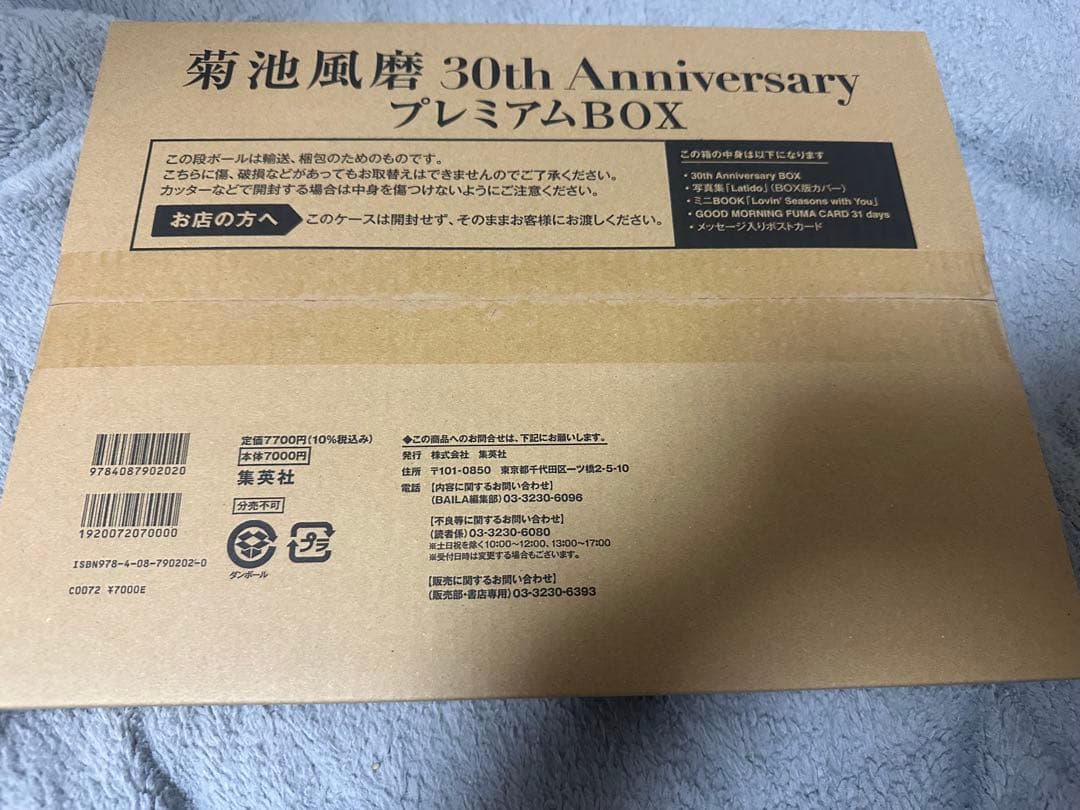 菊池風磨 30th Anniversary
プレミアムBOX
この段ボールは輸送、梱包のためのものです。
こちらに傷、破損などがあってもお取替えはできませんのでご了承ください。
カッターなどで開封する場合は中身を傷つけないようにご注意ください。
お店の方へ このケースは開封せず、そのままお客様にお渡しください。
この箱の中身は以下になります
・30th Anniversary BOX
・写真集「Latido」(BOX版カバー)
・ミニBOOK「Lovin' Seasons with You」
・GOOD MORNING FUMA CARD 31 days
・メッセージ入りポストカード
9784087902020
1920072070000
ISBN978-4-08-790202-0
C0072 ¥7000E
定価7700円(10%税込み)
本体7000円
集英社
分売不可
ダンボール
プラ
◆この商品へのお問合せは、下記にお願いします。
発行 株式会社 集英社
住所 〒101-0850 東京都千代田区一ツ橋2-5-10
電話 【内容に関するお問い合わせ】
(BAILA編集部)03-3230-6096
【不良等に関するお問い合わせ】
(読者係)03-3230-6080
※土日祝を除く10:00〜12:00、13:00〜17:00
※受付日時は変更する場合もございます。
【販売に関するお問い合わせ】
(販売部・書店専用)03-3230-6393